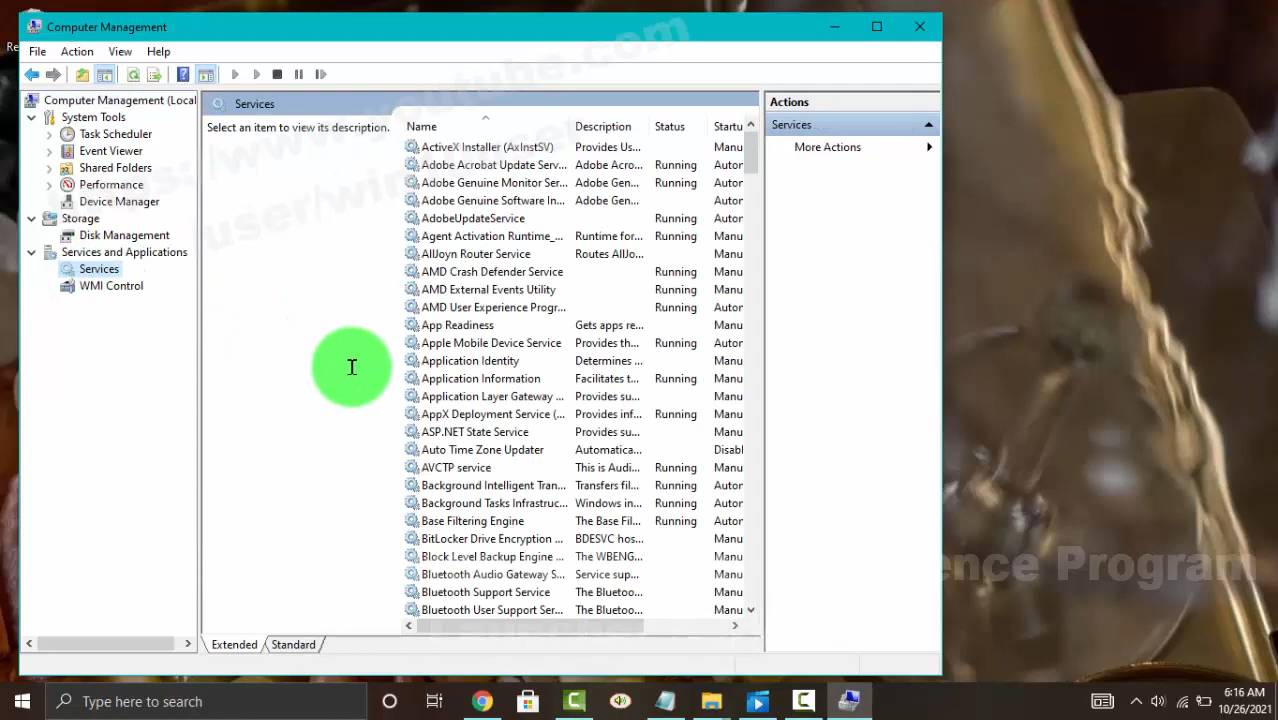 Computer Management
File Action View Help
Computer Management (Local
System Tools
Task Scheduler
Event Viewer
Shared Folders
Performance
Device Manager
Storage
Disk Management
Services and Applications
Services
WMI Control
Services
Select an item to view its description.
Name Description Status Startu
ActiveX Installer (AxInstSV) Provides Us... Manu
Adobe Acrobat Update Serv... Adobe Acro... Running Autor
Adobe Genuine Monitor Ser... Adobe Gen... Running Autor
Adobe Genuine Software In... Adobe Gen... Autor
AdobeUpdateService Running Autor
Agent Activation Runtime_... Runtime for... Running Autor
AllJoyn Router Service Routes AllJo... Manu
AMD Crash Defender Service Running Autor
AMD External Events Utility Running Autor
AMD User Experience Progr... Running Autor
App Readiness Gets apps re... Manu
Apple Mobile Device Service Provides th... Running Autor
Application Identity Determines ... Manu
Application Information Facilitates t... Running Manu
Application Layer Gateway ... Provides su... Manu
AppX Deployment Service (... Provides inf... Running Manu
ASP.NET State Service Provides su... Manu
Auto Time Zone Updater Automatica... Disabl
AVCTP service This is Audi... Running Manu
Background Intelligent Tran... Transfers fil... Running Autor
Background Tasks Infrastruc... Windows in... Running Autor
Base Filtering Engine The Base Fil... Running Autor
BitLocker Drive Encryption ... BDESVC hos... Manu
Block Level Backup Engine ... The WBENG... Manu
Bluetooth Audio Gateway S... Service sup... Manu
Bluetooth Support Service The Bluetoo... Manu
Bluetooth User Support Ser... The Bluetoo... Manu
Extended Standard
Actions
Services
More Actions
ence Program
Type here to search
6:16 AM
10/26/2021